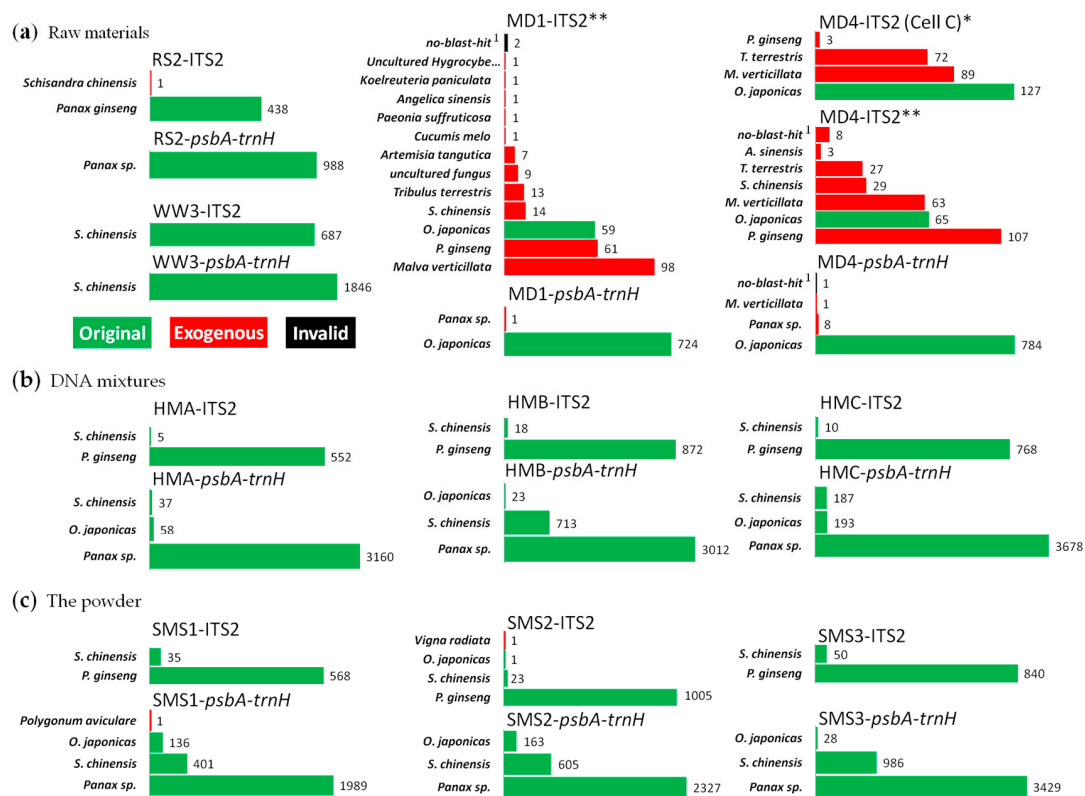 (a) Raw materials
RS2-ITS2
Schisandra chinensis 1
Panax ginseng 438
RS2-psbA-trnH
Panax sp. 988
WW3-ITS2
S. chinensis 687
WW3-psbA-trnH
S. chinensis 1846
Original Exogenous Invalid
MD1-ITS2**
no-blast-hit 1 2
Uncultured Hygrocybe... 1
Koelreuteria paniculata 1
Angelica sinensis 1
Paeonia suffruticosa 1
Cucumis melo 1
Artemisia tangutica 7
uncultured fungus 9
Tribulus terrestris 13
S. chinensis 14
O. japonicas 59
P. ginseng 61
Malva verticillata 98
MD1-psbA-trnH
Panax sp. 1
O. japonicas 724
MD4-ITS2 (Cell C)*
P. ginseng 3
T. terrestris 72
M. verticillata 89
O. japonicas 127
MD4-ITS2**
no-blast-hit 1 8
A. sinensis 3
T. terrestris 27
S. chinensis 29
M. verticillata 63
O. japonicas 65
P. ginseng 107
MD4-psbA-trnH
no-blast-hit 1 1
M. verticillata 1
Panax sp. 8
O. japonicas 784
(b) DNA mixtures
HMA-ITS2
S. chinensis 5
P. ginseng 552
HMA-psbA-trnH
S. chinensis 37
O. japonicas 58
Panax sp. 3160
HMB-ITS2
S. chinensis 18
P. ginseng 872
HMB-psbA-trnH
O. japonicas 23
S. chinensis 713
Panax sp. 3012
HMC-ITS2
S. chinensis 10
P. ginseng 768
HMC-psbA-trnH
S. chinensis 187
O. japonicas 193
Panax sp. 3678
(c) The powder
SMS1-ITS2
S. chinensis 35
P. ginseng 568
SMS1-psbA-trnH
Polygonum aviculare 1
O. japonicas 136
S. chinensis 401
Panax sp. 1989
SMS2-ITS2
Vigna radiata 1
O. japonicas 1
S. chinensis 23
P. ginseng 1005
SMS2-psbA-trnH
O. japonicas 163
S. chinensis 605
Panax sp. 2327
SMS3-ITS2
S. chinensis 50
P. ginseng 840
SMS3-psbA-trnH
O. japonicas 28
S. chinensis 986
Panax sp. 3429